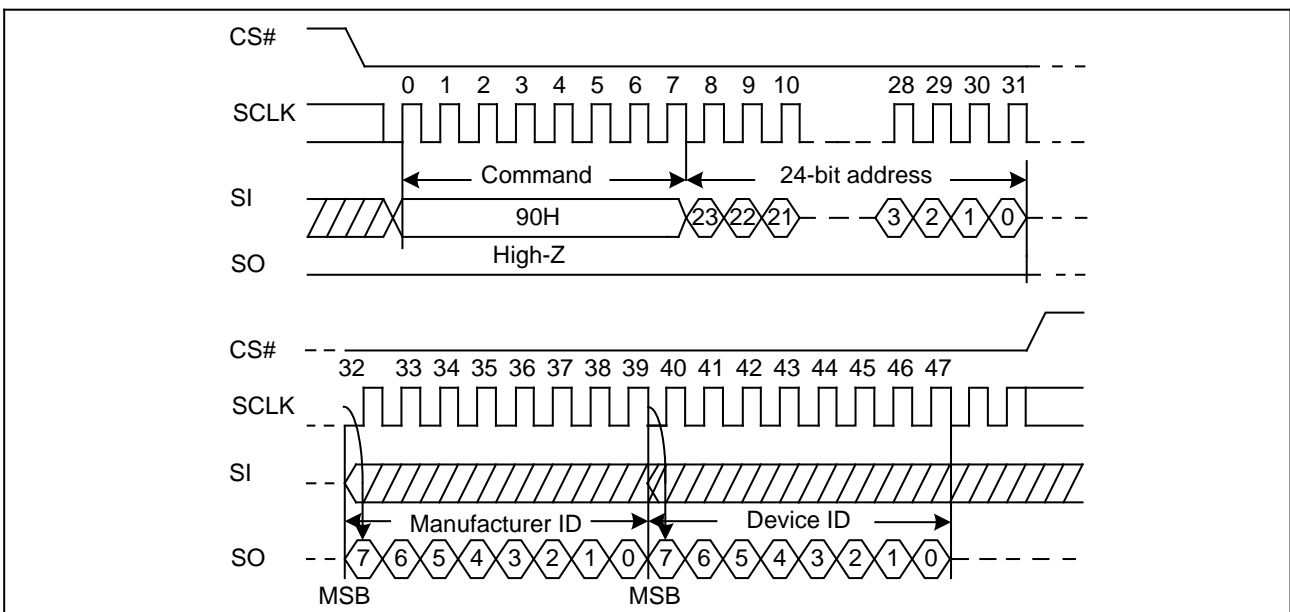 CS#
0 1 2 3 4 5 6 7 8 9 10 28 29 30 31
SCLK
Command 24-bit address
SI
90H 23 22 21 3 2 1 0
High-Z
SO
CS#
32 33 34 35 36 37 38 39 40 41 42 43 44 45 46 47
SCLK
SI
Manufacturer ID Device ID
SO 7 6 5 4 3 2 1 0 7 6 5 4 3 2 1 0
MSB MSB